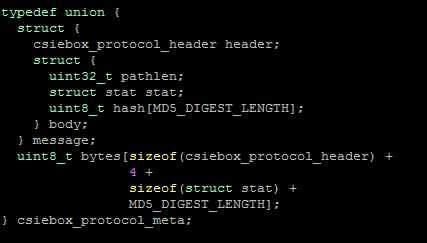 typedef union {
  struct {
    csiebox_protocol_header header;
    struct {
      uint32_t pathlen;
      struct stat stat;
      uint8_t hash[MD5_DIGEST_LENGTH];
    } body;
  } message;
  uint8_t bytes[sizeof(csiebox_protocol_header) +
                4 +
                sizeof(struct stat) +
                MD5_DIGEST_LENGTH];
} csiebox_protocol_meta;